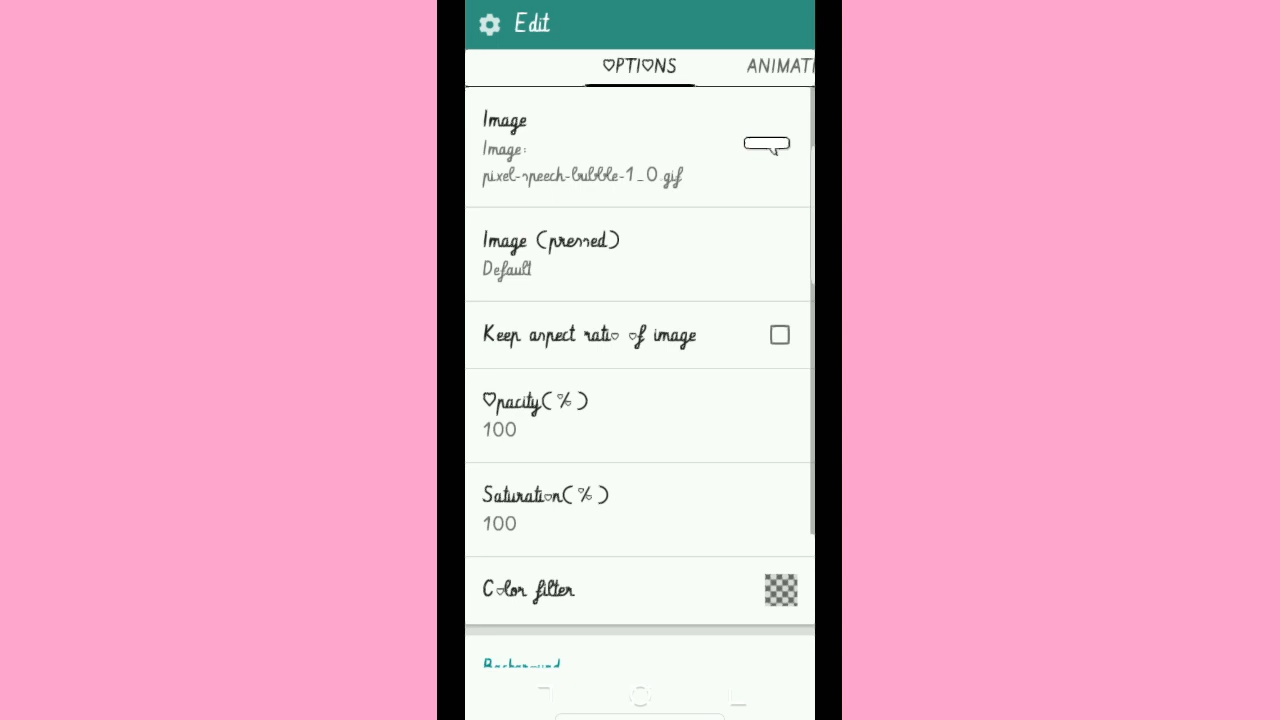 Edit
OPTIONS
ANIMATI
Image
Image:
pixel-speech-bubble-1_0.gif
Image (pressed)
Default
Keep aspect ratio of image
Opacity(%)
100
Saturation(%)
100
Color filter
Background